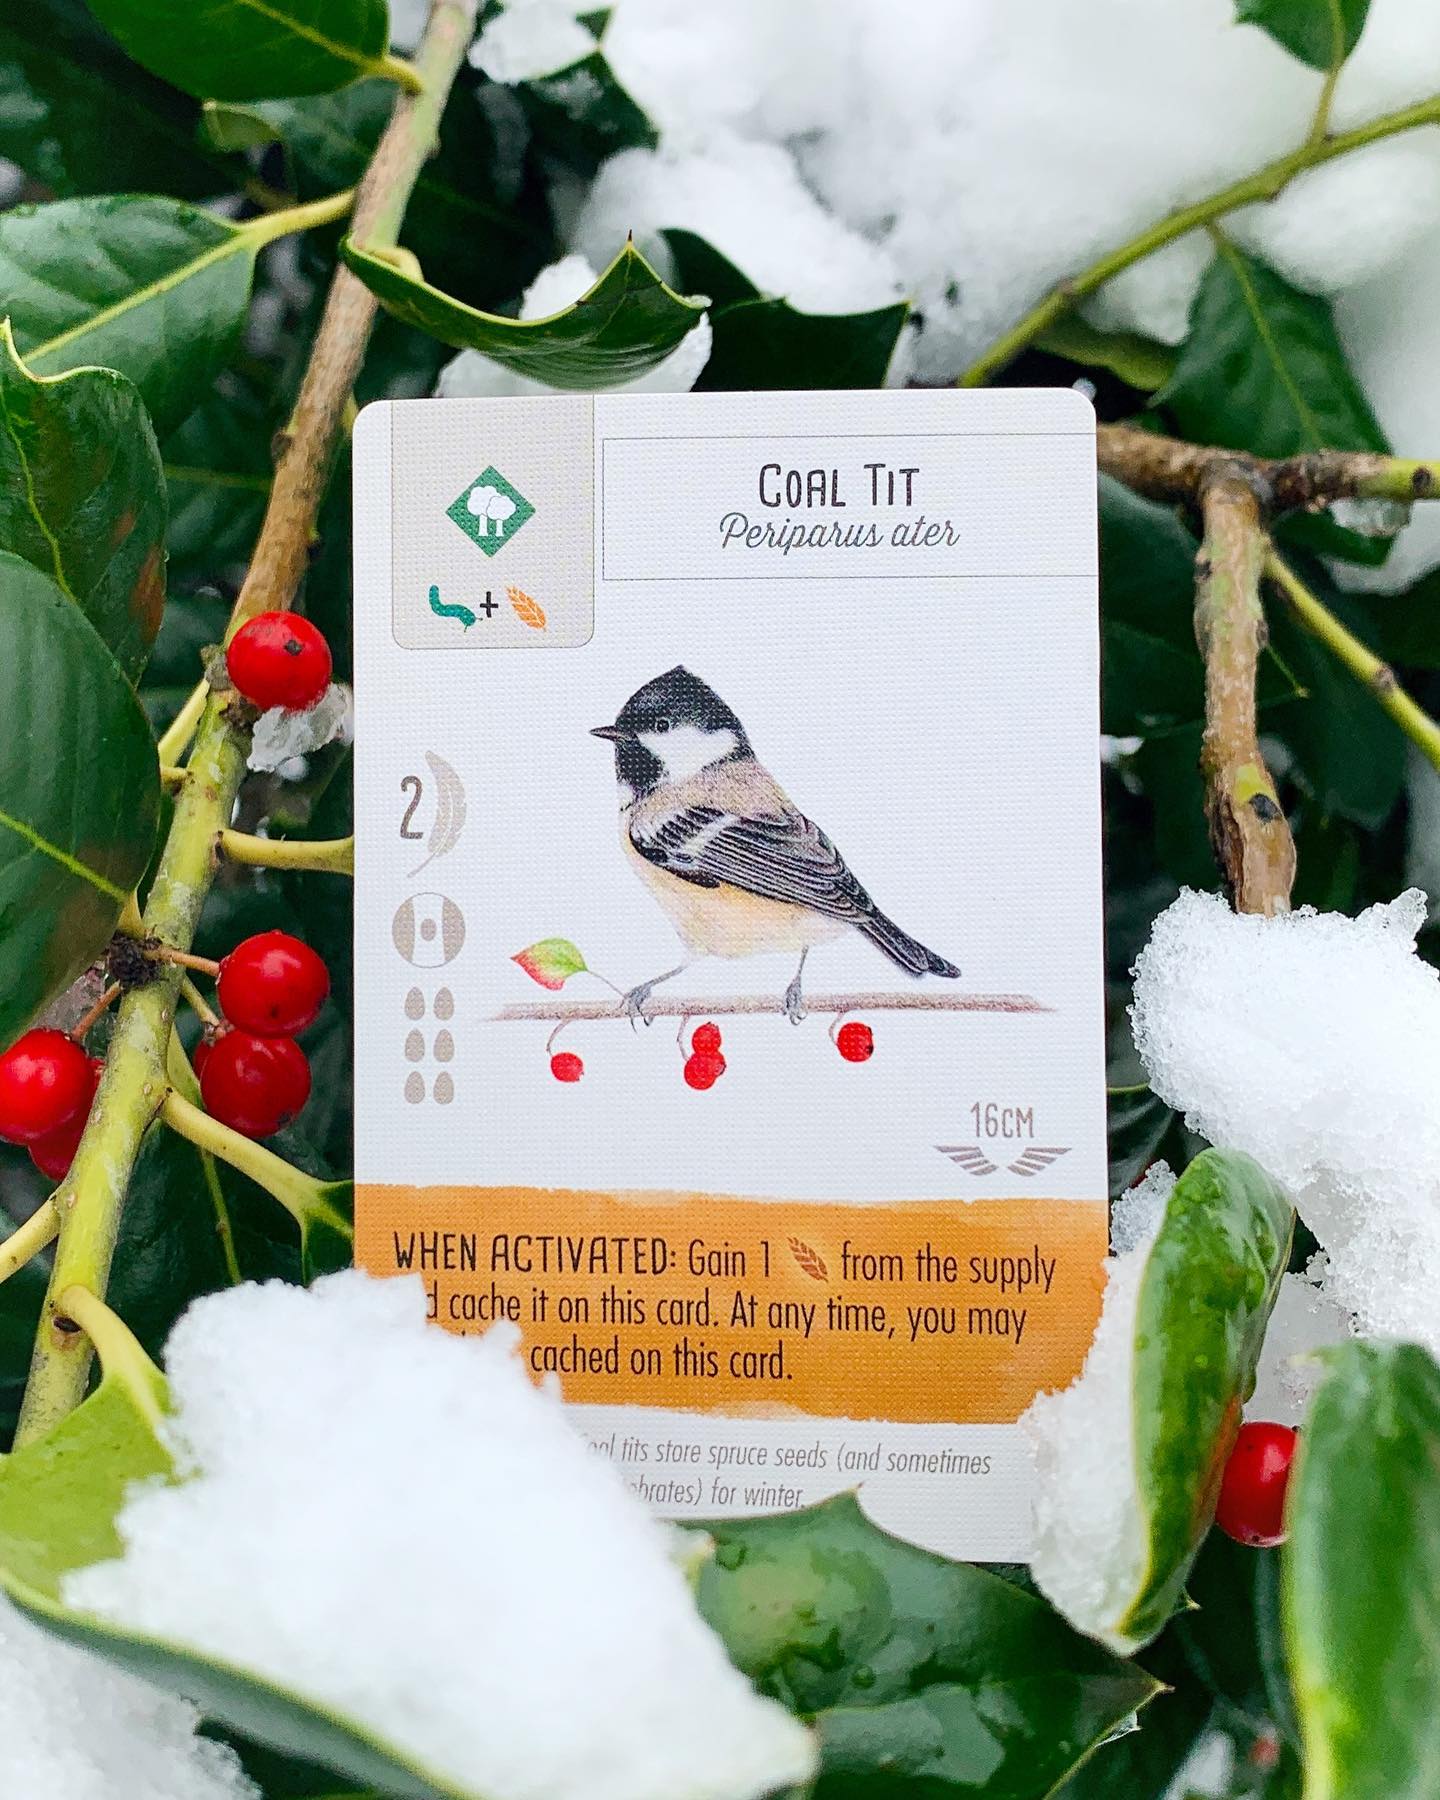 Coal Tit
Periparus ater
+
2
16cm
WHEN ACTIVATED: Gain 1 from the supply
cache it on this card. At any time, you may
cached on this card.
tits store spruce seeds (and sometimes
for winter.